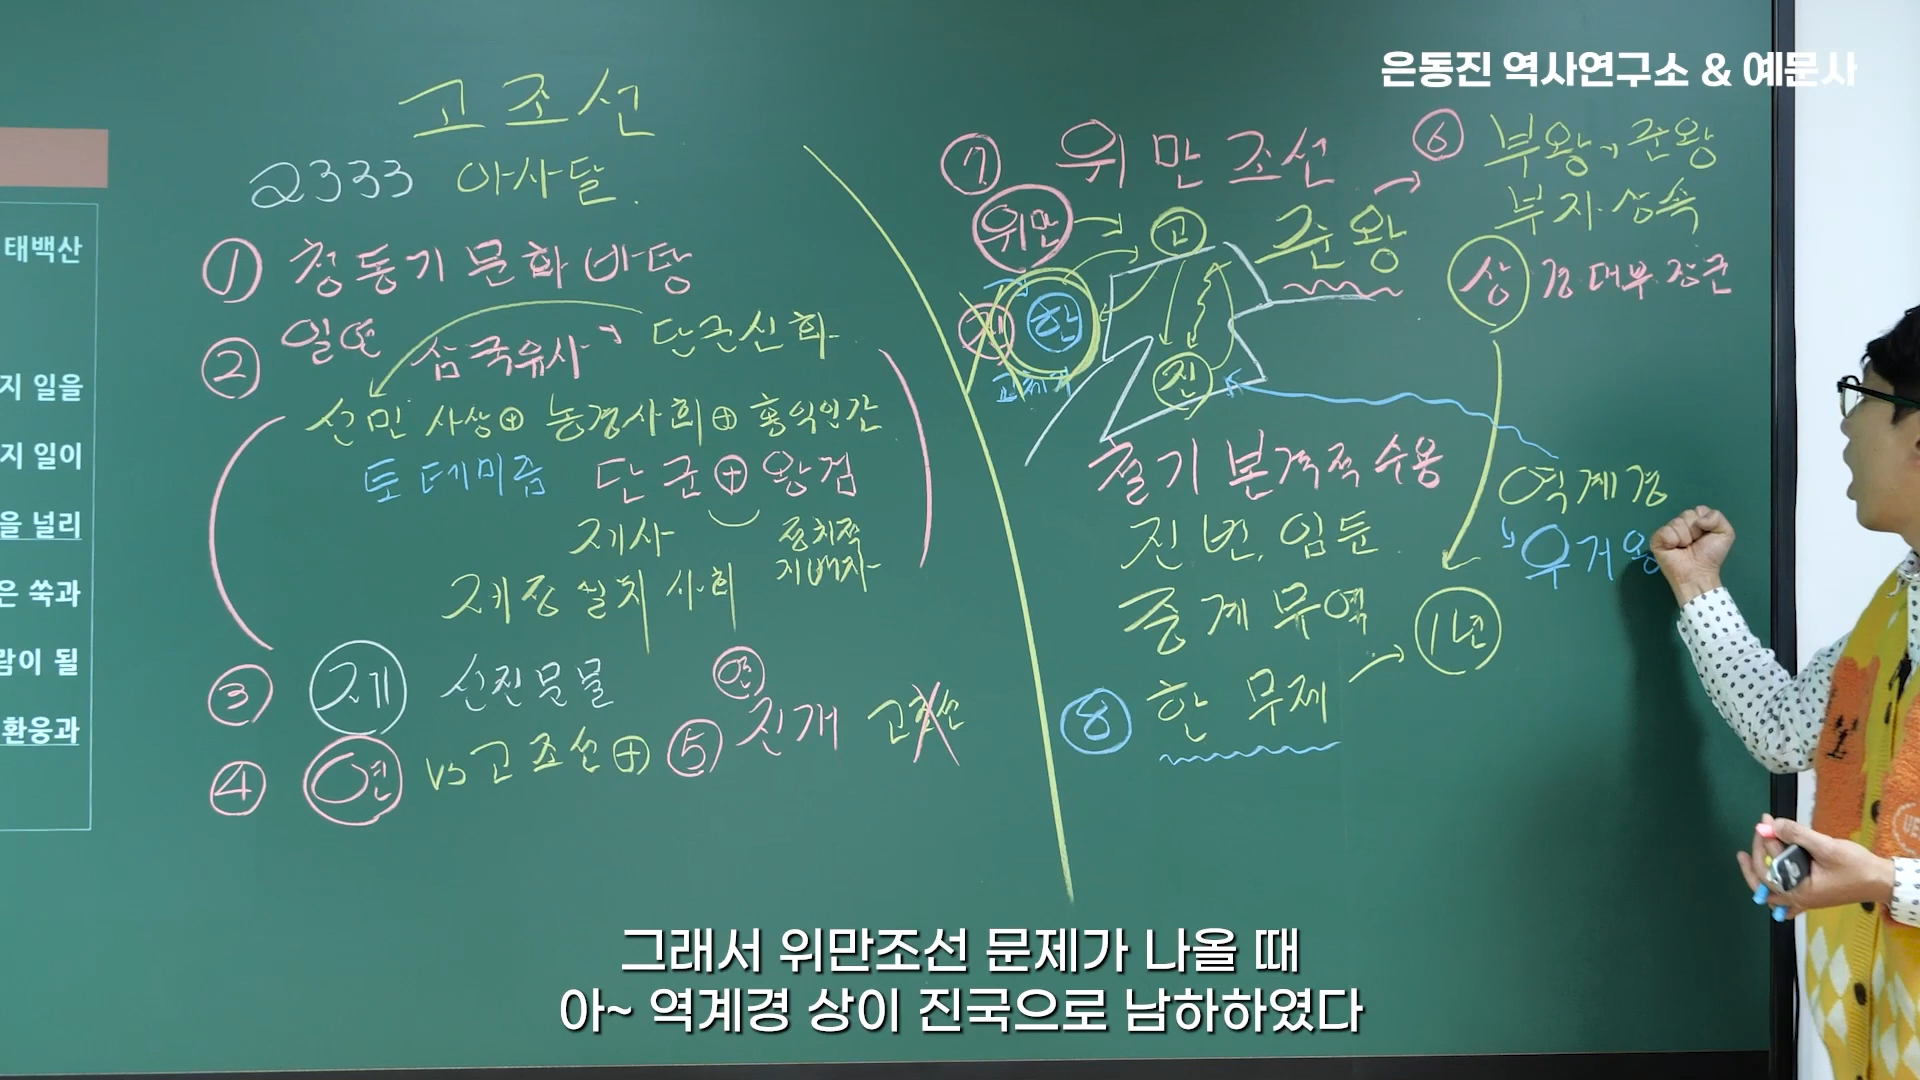 은동진 역사연구소 & 예문사
태백산
지 일을
지 일이
을 널리
은 쑥과
람이 될
환웅과
고조선
2333 아사달
① 청동기 문화 바탕
② 일연 삼국유사 단군신화
선민 사상 ⊕ 농경사회 ⊕ 홍익인간
토테미즘 단군 ⊕ 왕검
제사 정치적
지배자
제정 일치 사회
③ 제 선진문물
④ 연 vs 고조선 ⊕ ⑤ 연 진개 고조선
⑦ 위만조선
위만 고 준왕
한
진
철기 본격적 수용
진번, 임둔
중계 무역
⑧ 한 무제 → 1년
⑥ 부왕, 준왕
부자 상속
상 경 대부 장군
역계경
우거왕
그래서 위만조선 문제가 나올 때
아~ 역계경 상이 진국으로 남하하였다